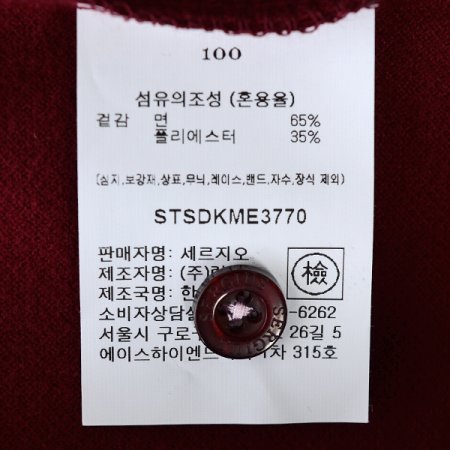 100
섬유의조성 (혼용율)
겉감 면 65%
폴리에스터 35%
(심지,보강재,상표,무늬,레이스,밴드,자수,장식 제외)
STSDKME3770
판매자명: 세르지오
제조자명: (주)
檢
제조국명: 한
소비자상담실 -6262
서울시 구로구 26길 5
에이스하이엔드 315호
SERGIO